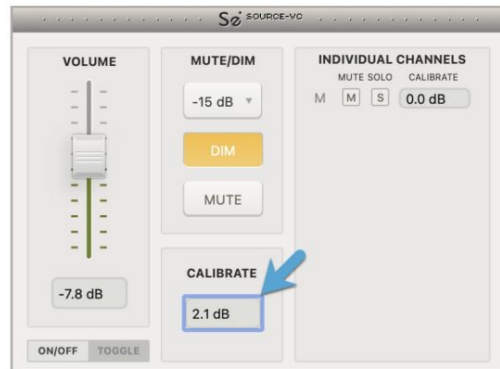 Se SOURCE-VC
VOLUME
-7.8 dB
ON/OFF TOGGLE
MUTE/DIM
-15 dB
DIM
MUTE
CALIBRATE
2.1 dB
INDIVIDUAL CHANNELS
MUTE SOLO CALIBRATE
M M S 0.0 dB